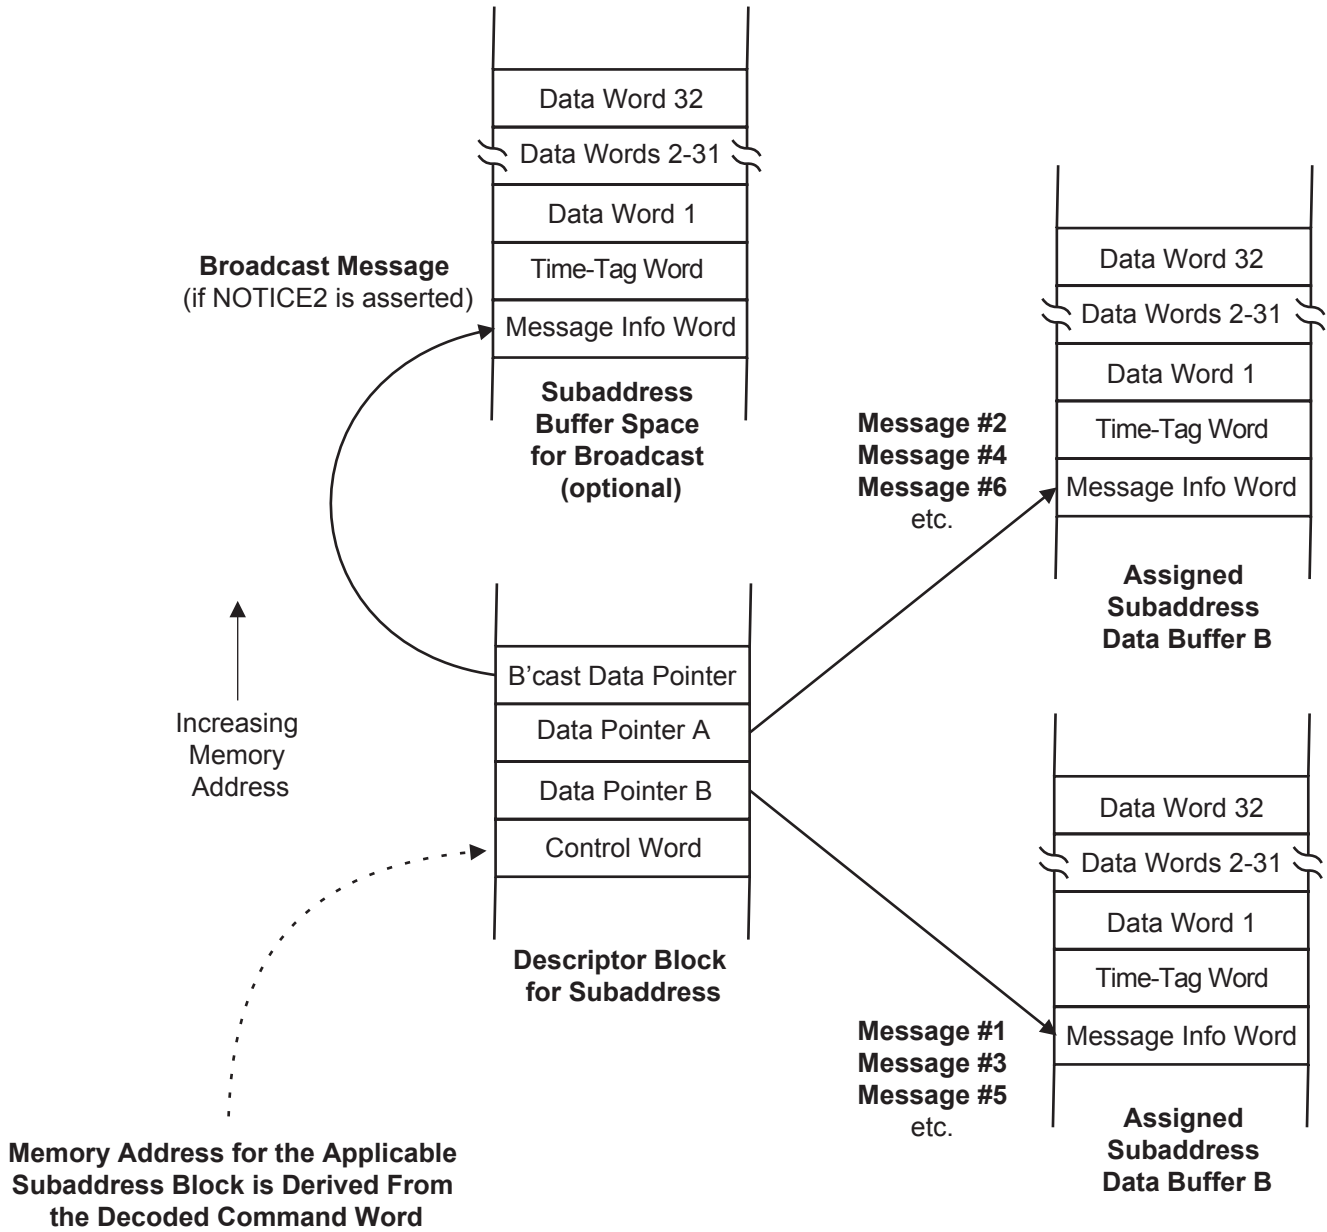 Data Word 32
Data Words 2-31
Data Word 1
Time-Tag Word
Message Info Word
Subaddress
Buffer Space
for Broadcast
(optional)
Broadcast Message
(if NOTICE2 is asserted)
Data Word 32
Data Words 2-31
Data Word 1
Time-Tag Word
Message Info Word
Assigned
Subaddress
Data Buffer B
Message #2
Message #4
Message #6
etc.
Increasing
Memory
Address
B'cast Data Pointer
Data Pointer A
Data Pointer B
Control Word
Descriptor Block
for Subaddress
Data Word 32
Data Words 2-31
Data Word 1
Time-Tag Word
Message Info Word
Assigned
Subaddress
Data Buffer B
Message #1
Message #3
Message #5
etc.
Memory Address for the Applicable
Subaddress Block is Derived From
the Decoded Command Word